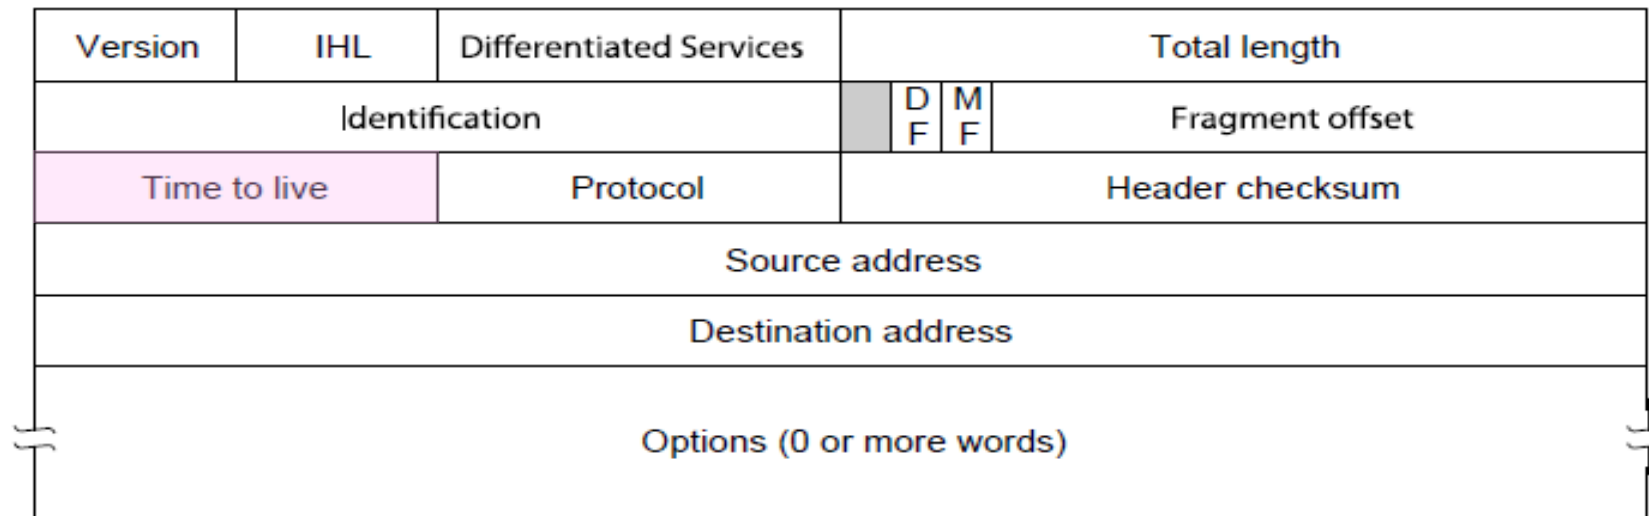 Version IHL Differentiated Services Total length
Identification D F M F Fragment offset
Time to live Protocol Header checksum
Source address
Destination address
Options (0 or more words)